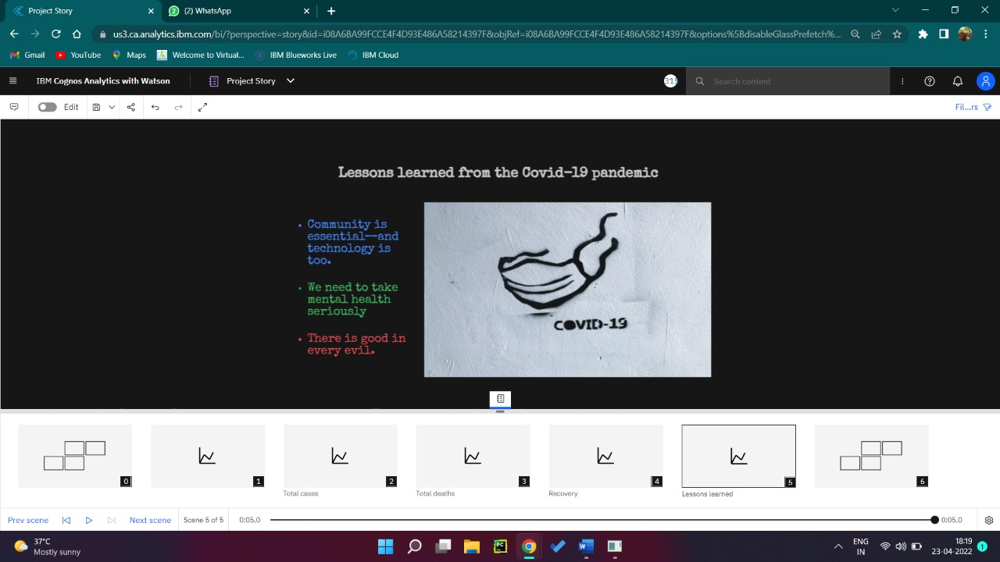 Project Story
(2) WhatsApp
us3.ca.analytics.ibm.com/bi/?perspective=story&id=i08A6BA99FCCE4F4D93E486A58214397F&objRef=i08A6BA99FCCE4F4D93E486A58214397F&options%5BdisableGlassPrefetch%...
Gmail YouTube Maps Welcome to Virtual... IBM Blueworks Live IBM Cloud
IBM Cognos Analytics with Watson Project Story 315 Search content
Edit Fil...rs
Lessons learned from the Covid-19 pandemic
• Community is
essential—and
technology is
too.
• We need to take
mental health
seriously
• There is good in
every evil.
COVID-19
0 1 2 3 4 5 6
Total cases Total deaths Recovery Lessons learned
Prev scene Next scene Scene 5 of 5 0:05.0 0:05.0
37°C
Mostly sunny
PC
W
ENG
IN
18:19
23-04-2022
1